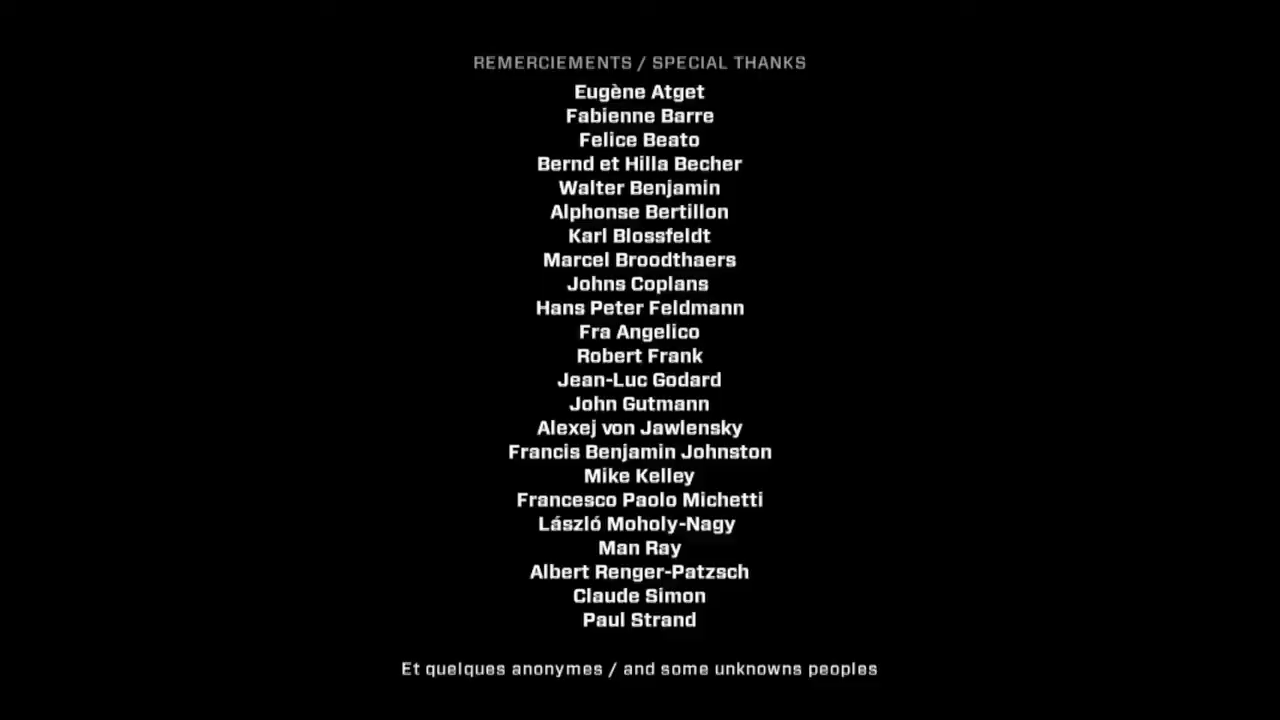 REMERCIEMENTS / SPECIAL THANKS
Eugène Atget
Fabienne Barre
Felice Beato
Bernd et Hilla Becher
Walter Benjamin
Alphonse Bertillon
Karl Blossfeldt
Marcel Broodthaers
Johns Coplans
Hans Peter Feldmann
Fra Angelico
Robert Frank
Jean-Luc Godard
John Gutmann
Alexej von Jawlensky
Francis Benjamin Johnston
Mike Kelley
Francesco Paolo Michetti
László Moholy-Nagy
Man Ray
Albert Renger-Patzsch
Claude Simon
Paul Strand
Et quelques anonymes / and some unknowns peoples